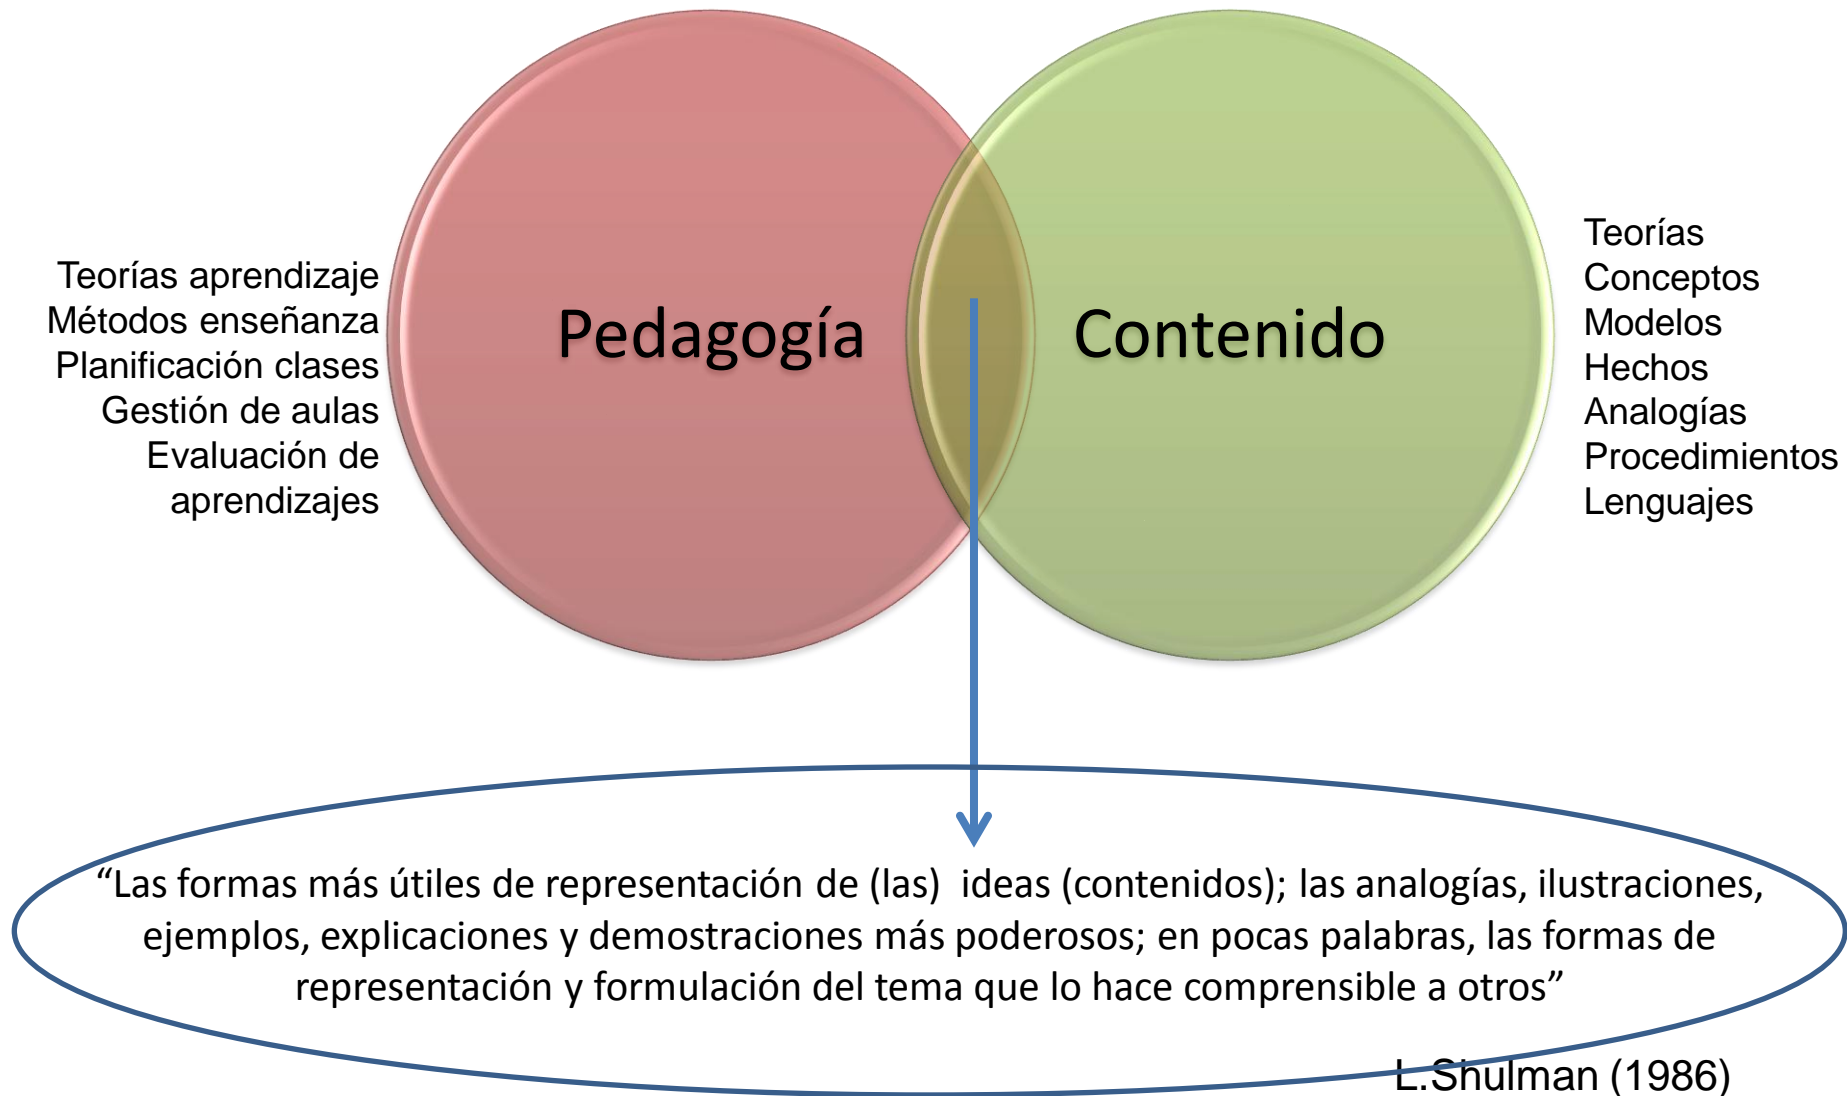 Teorías aprendizaje
Métodos enseñanza
Planificación clases
Gestión de aulas
Evaluación de
aprendizajes
Pedagogía
Contenido
Teorías
Conceptos
Modelos
Hechos
Analogías
Procedimientos
Lenguajes
“Las formas más útiles de representación de (las) ideas (contenidos); las analogías, ilustraciones,
ejemplos, explicaciones y demostraciones más poderosos; en pocas palabras, las formas de
representación y formulación del tema que lo hace comprensible a otros”
L.Shulman (1986)